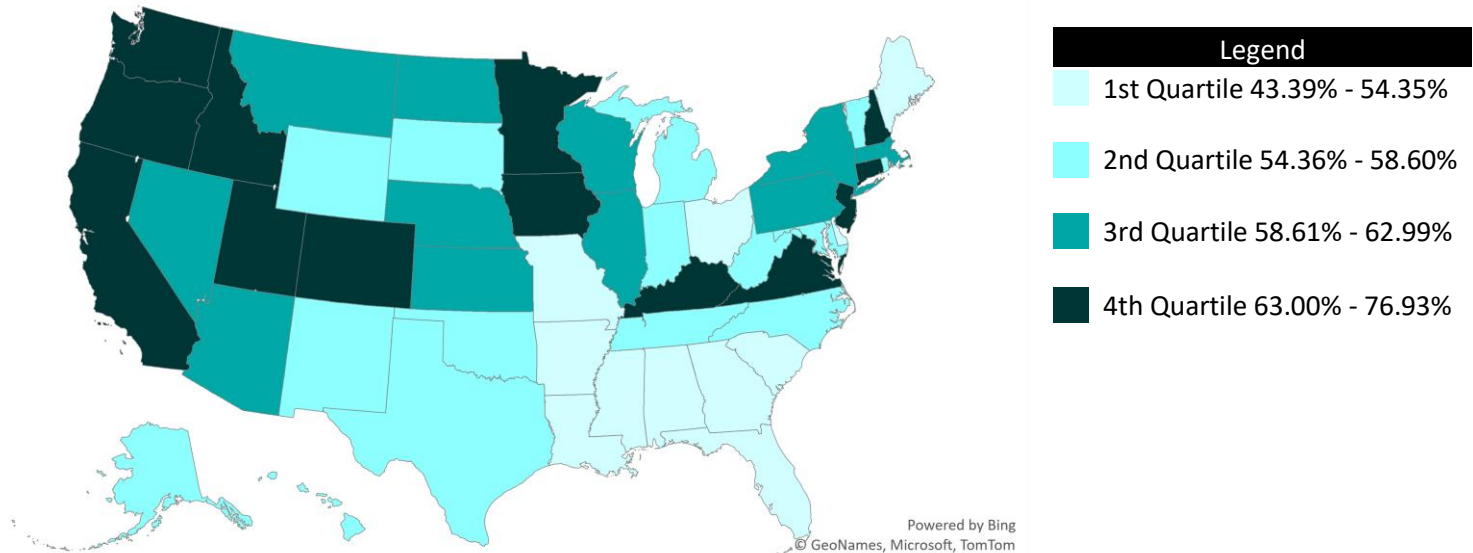 Legend
1st Quartile 43.39% - 54.35%
2nd Quartile 54.36% - 58.60%
3rd Quartile 58.61% - 62.99%
4th Quartile 63.00% - 76.93%
Powered by Bing
© GeoNames, Microsoft, TomTom